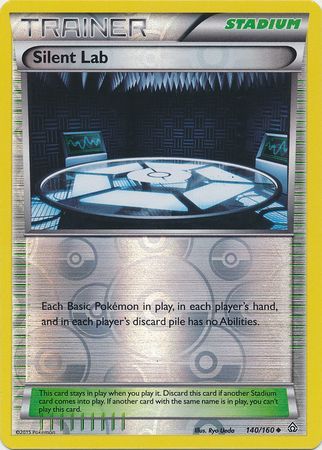 TRAINER
STADIUM
Silent Lab
Each Basic Pokémon in play, in each player's hand,
and in each player's discard pile has no Abilities.
This card stays in play when you play it. Discard this card if another Stadium
card comes into play. If another card with the same name is in play, you can't
play this card.
©2015 Pokémon
Illus. Ryo Ueda
140/160